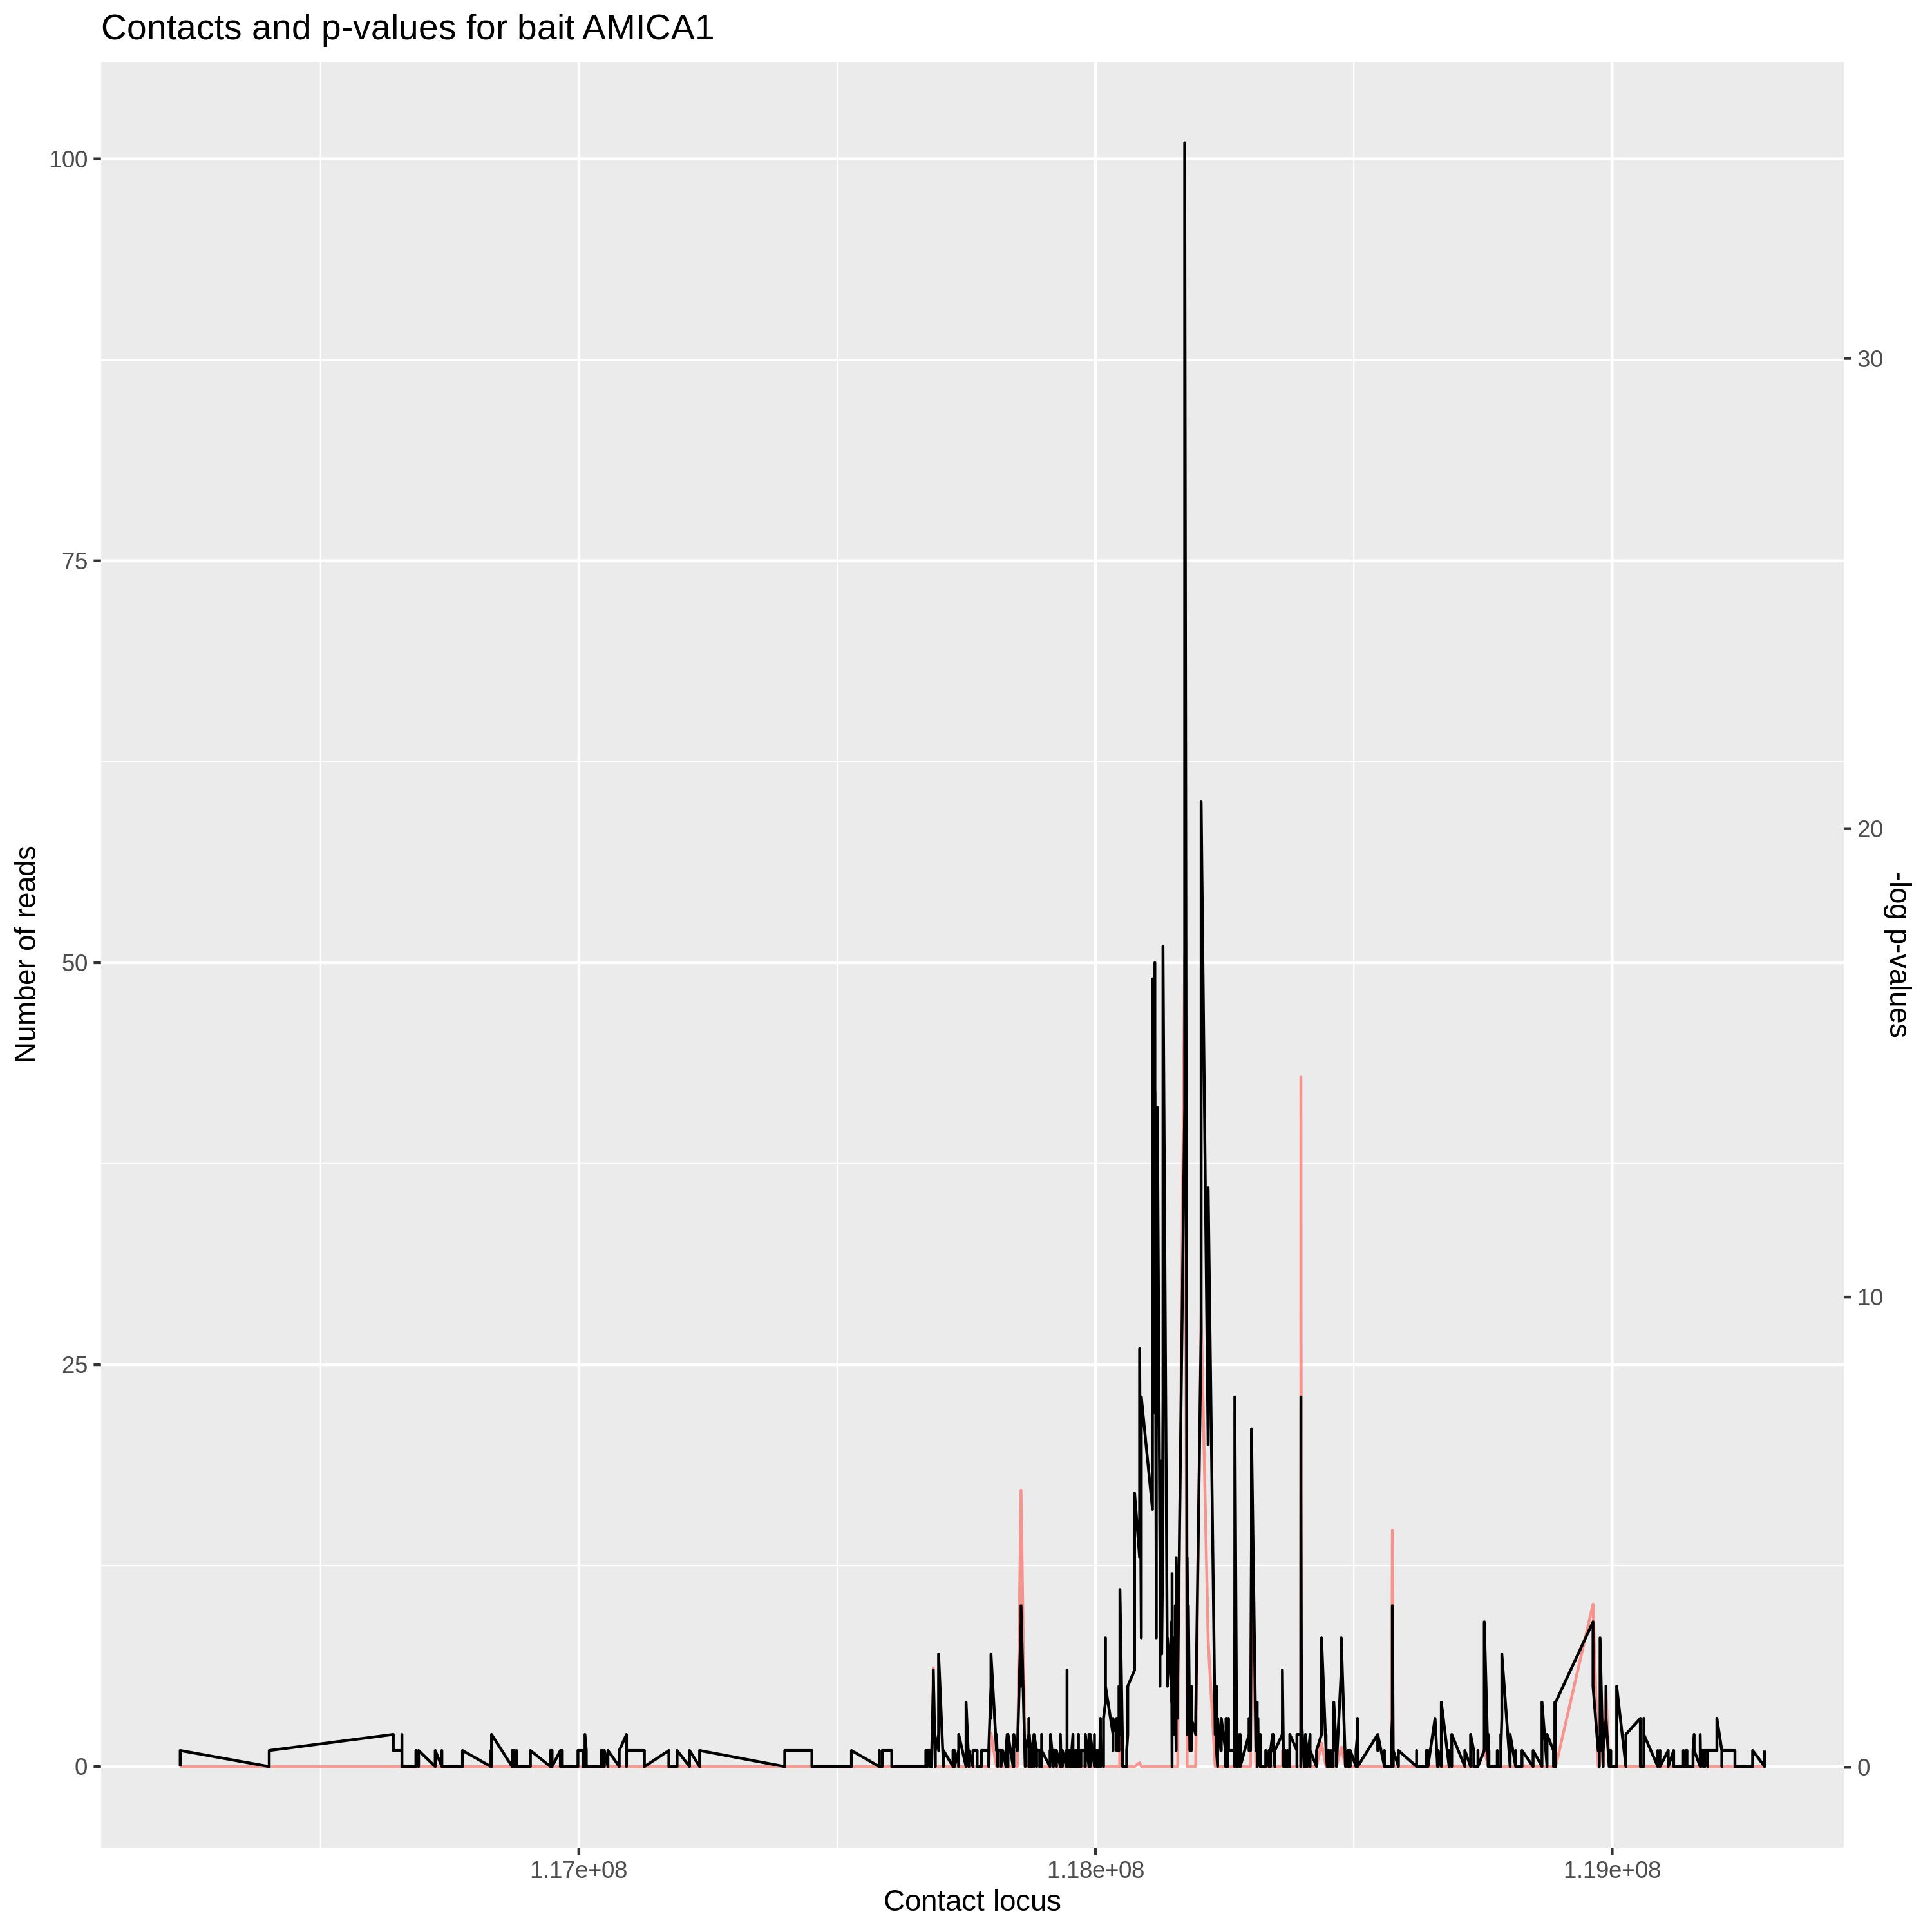 Contacts and p-values for bait AMICA1
100
75
50
25
0
Number of reads
30
20
10
0
-log p-values
1.17e+08
1.18e+08
1.19e+08
Contact locus